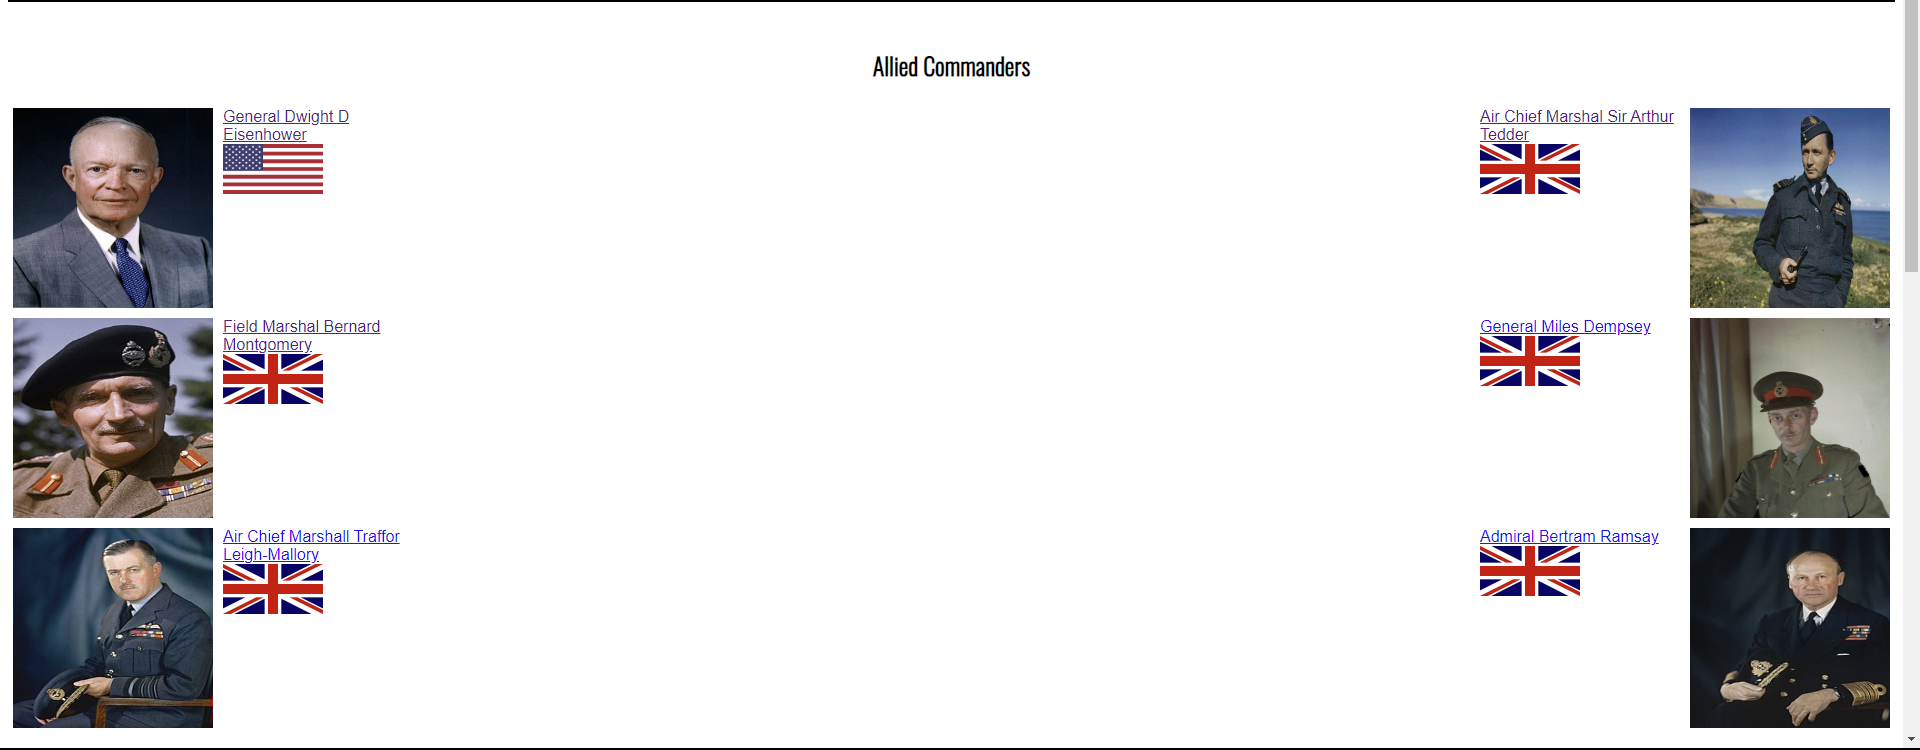 Allied Commanders
General Dwight D
Eisenhower
Air Chief Marshal Sir Arthur
Tedder
Field Marshal Bernard
Montgomery
General Miles Dempsey
Air Chief Marshall Traffor
Leigh-Mallory
Admiral Bertram Ramsay